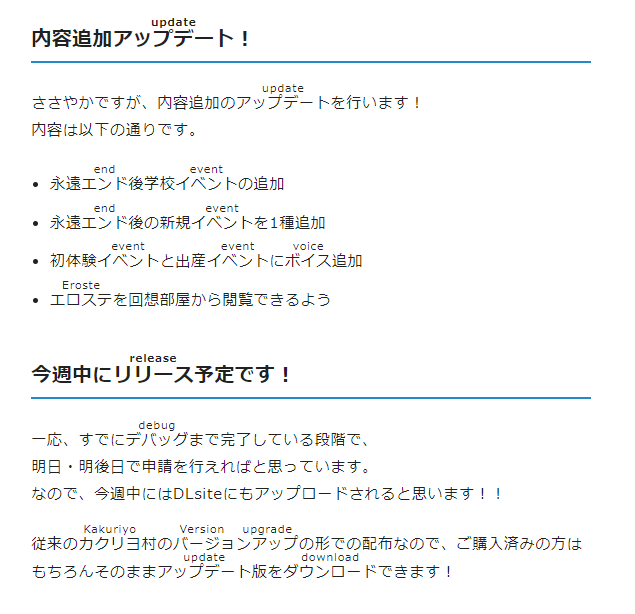 update
内容追加アップデート！
update
ささやかですが、内容追加のアップデートを行います！
内容は以下の通りです。
end event
• 永遠エンド後学校イベントの追加
end event
• 永遠エンド後の新規イベントを1種追加
event event voice
• 初体験イベントと出産イベントにボイス追加
Eroste
• エロステを回想部屋から閲覧できるよう
release
今週中にリリース予定です！
debug
一応、すでにデバッグまで完了している段階で、
明日・明後日で申請を行えればと思っています。
なので、今週中にはDLsiteにもアップロードされると思います！！
Kakuriyo Version upgrade
従来のカクリヨ村のバージョンアップの形での配布なので、ご購入済みの方は
update download
もちろんそのままアップデート版をダウンロードできます！